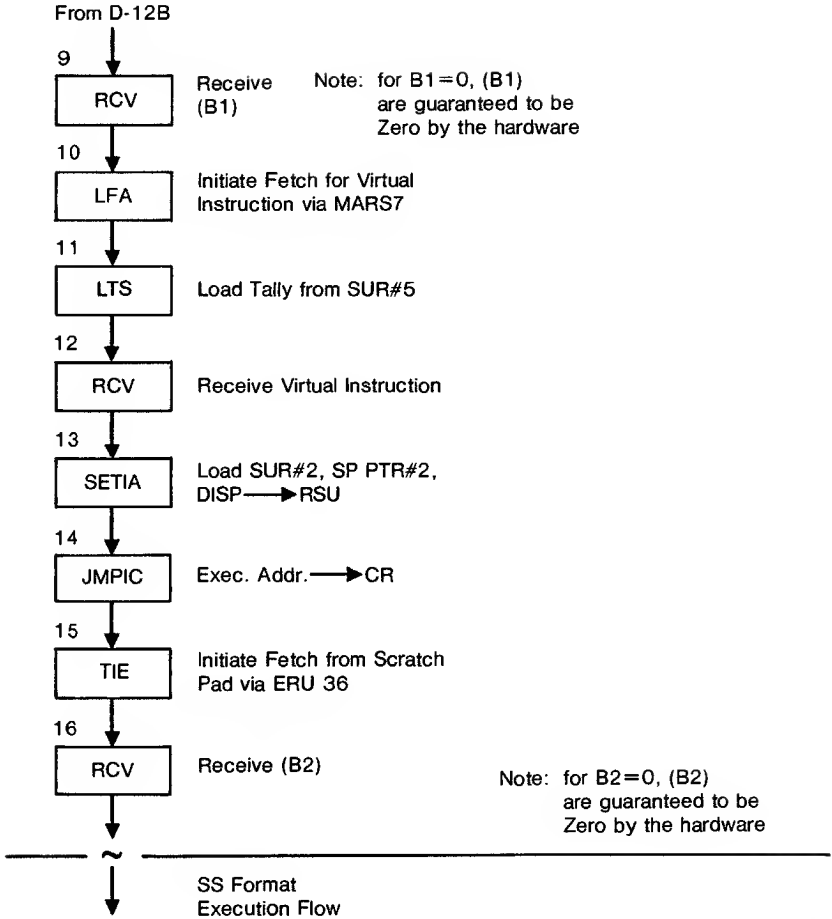 From D-12B
9
RCV
Receive
(B1)
Note: for B1=0, (B1)
are guaranteed to be
Zero by the hardware
10
LFA
Initiate Fetch for Virtual
Instruction via MARS7
11
LTS
Load Tally from SUR#5
12
RCV
Receive Virtual Instruction
13
SETIA
Load SUR#2, SP PTR#2,
DISP→RSU
14
JMPIC
Exec. Addr.→CR
15
TIE
Initiate Fetch from Scratch
Pad via ERU 36
16
RCV
Receive (B2)
Note: for B2=0, (B2)
are guaranteed to be
Zero by the hardware
~
SS Format
Execution Flow